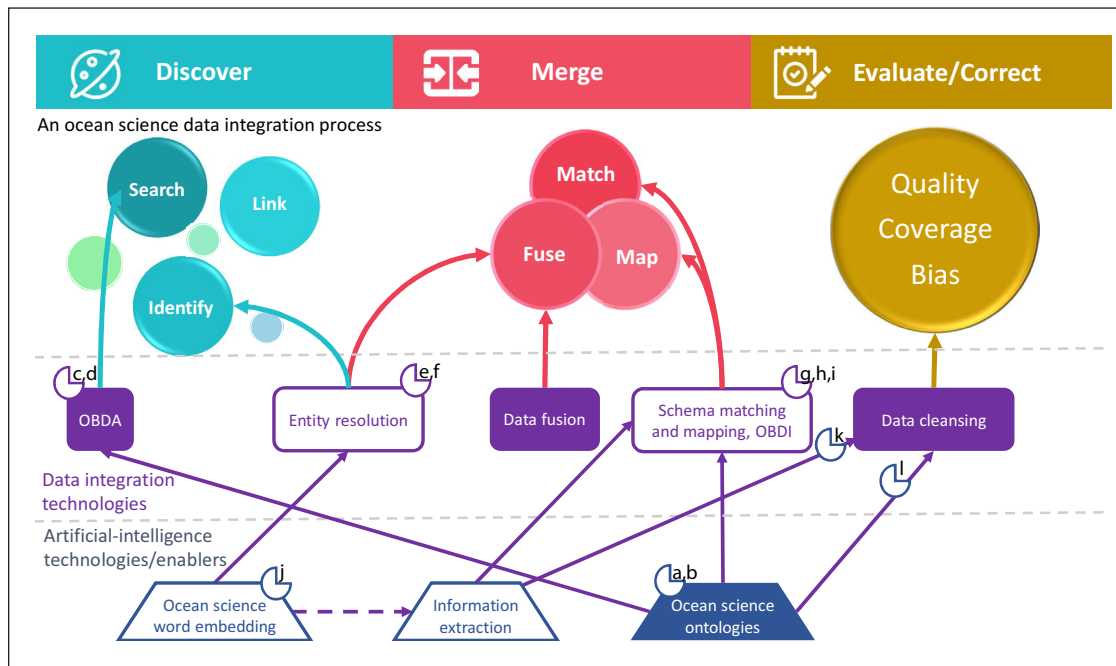 Discover
Merge
Evaluate/Correct
An ocean science data integration process
Search
Link
Identify
Match
Fuse
Map
Quality
Coverage
Bias
c,d
OBDA
e,f
Entity resolution
Data fusion
g,h,i
Schema matching
and mapping, OBDI
Data cleansing
k
l
Data integration
technologies
Artificial-intelligence
technologies/enablers
j
Ocean science
word embedding
Information
extraction
a,b
Ocean science
ontologies